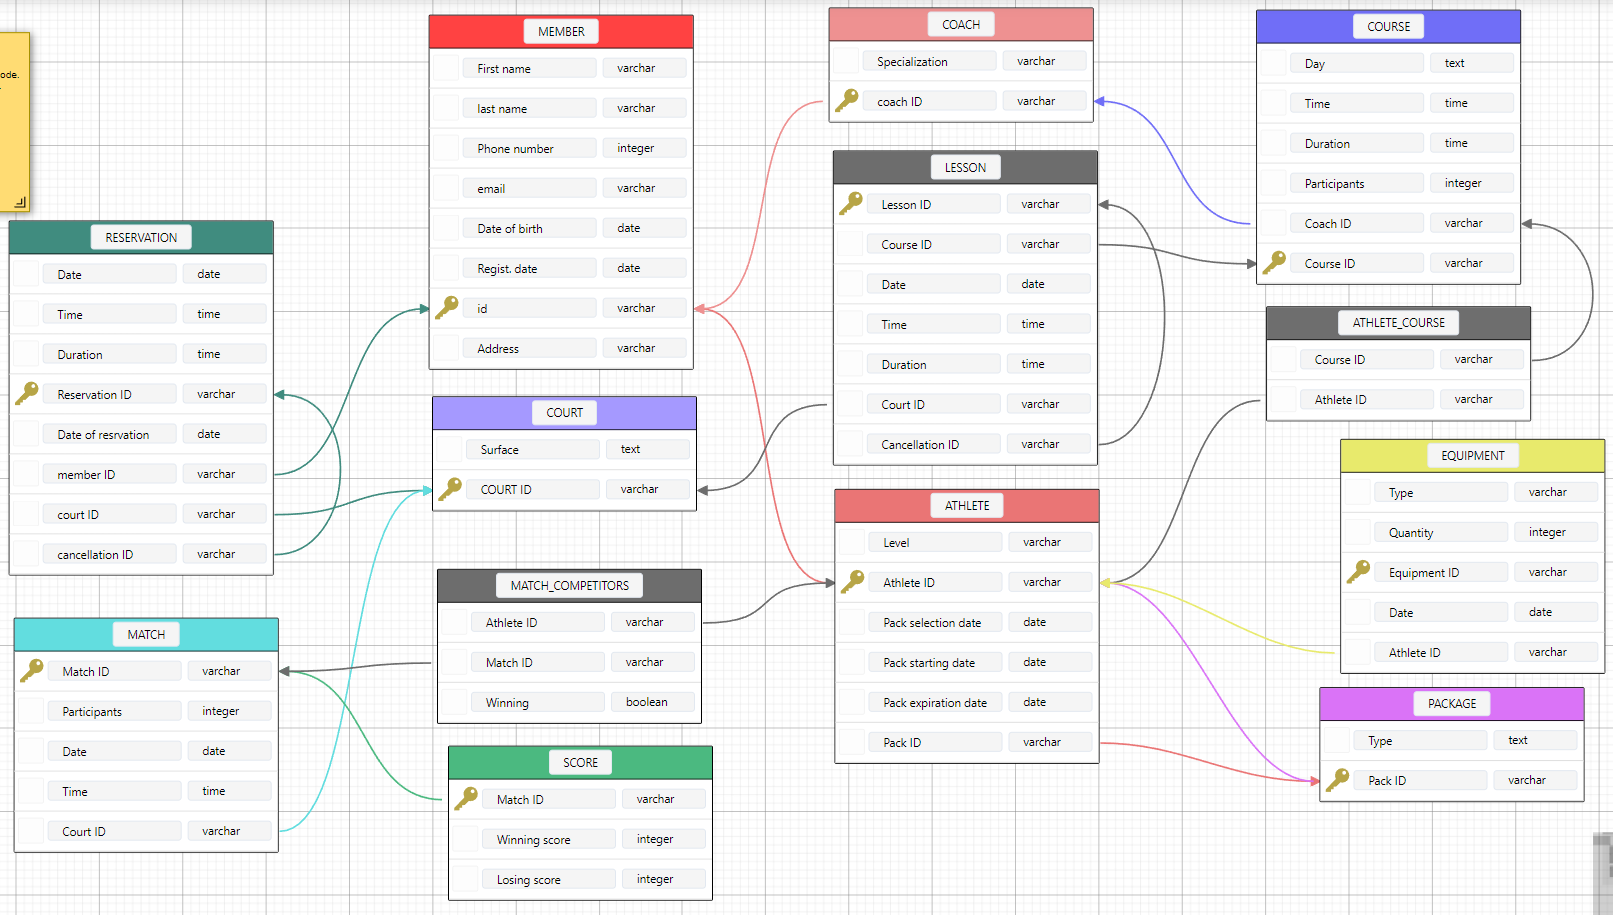 ode.
RESERVATION
Date date
Time time
Duration time
Reservation ID varchar
Date of resrvation date
member ID varchar
court ID varchar
cancellation ID varchar
MATCH
Match ID varchar
Participants integer
Date date
Time time
Court ID varchar
MEMBER
First name varchar
last name varchar
Phone number integer
email varchar
Date of birth date
Regist. date date
id varchar
Address varchar
COURT
Surface text
COURT ID varchar
MATCH_COMPETITORS
Athlete ID varchar
Match ID varchar
Winning boolean
SCORE
Match ID varchar
Winning score integer
Losing score integer
COACH
Specialization varchar
coach ID varchar
LESSON
Lesson ID varchar
Course ID varchar
Date date
Time time
Duration time
Court ID varchar
Cancellation ID varchar
ATHLETE
Level varchar
Athlete ID varchar
Pack selection date date
Pack starting date date
Pack expiration date date
Pack ID varchar
COURSE
Day text
Time time
Duration time
Participants integer
Coach ID varchar
Course ID varchar
ATHLETE_COURSE
Course ID varchar
Athlete ID varchar
EQUIPMENT
Type varchar
Quantity integer
Equipment ID varchar
Date date
Athlete ID varchar
PACKAGE
Type text
Pack ID varchar